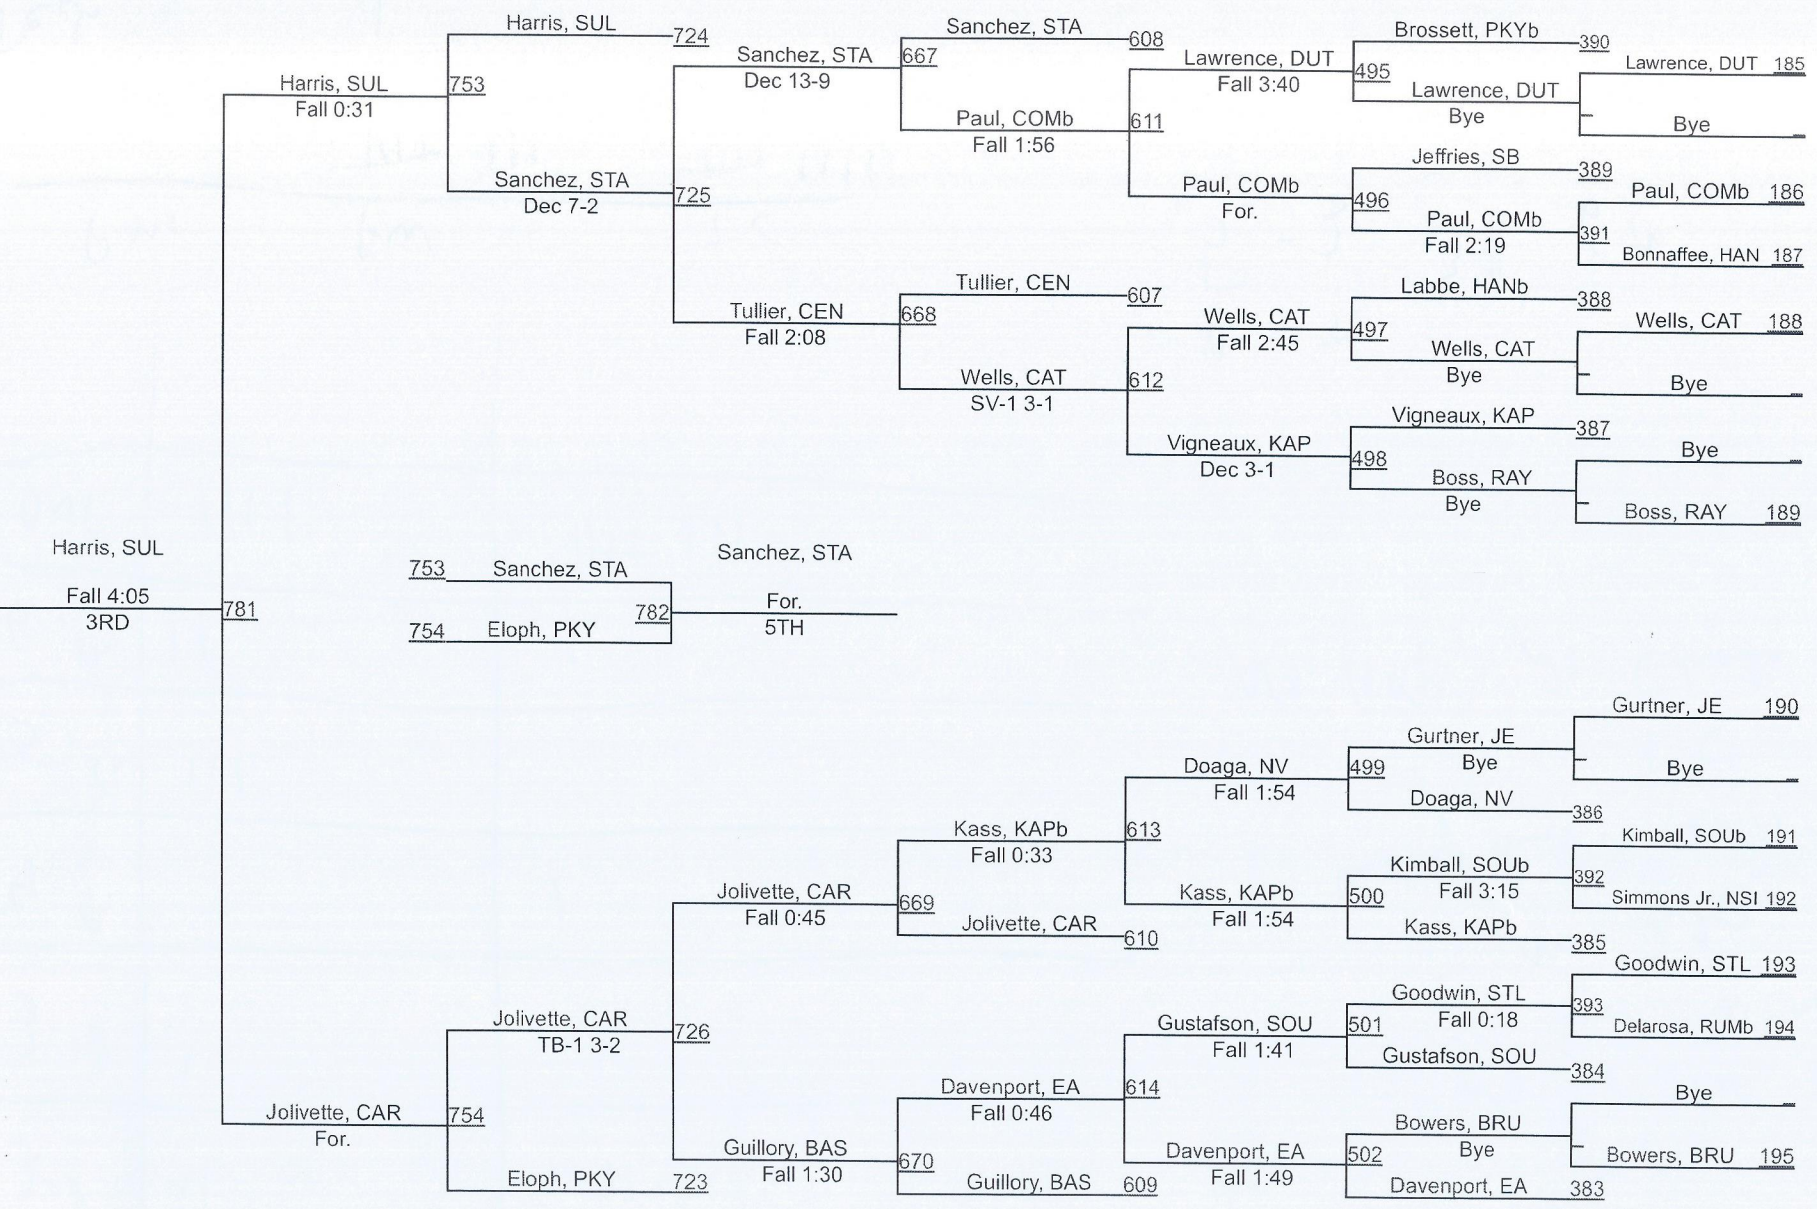 Harris, SUL
724
Sanchez, STA
608
Brossett, PKYb
390
Lawrence, DUT 185
Sanchez, STA
667
Dec 13-9
Lawrence, DUT
495
Fall 3:40
Lawrence, DUT
Bye
Bye
Harris, SUL
753
Fall 0:31
Paul, COMb
611
Fall 1:56
Jeffries, SB
389
Sanchez, STA
725
Dec 7-2
Paul, COMb
496
For.
Paul, COMb 186
Paul, COMb
391
Fall 2:19
Bonnaffee, HAN 187
Tullier, CEN
607
Labbe, HANb
388
Tullier, CEN
668
Fall 2:08
Wells, CAT
497
Fall 2:45
Wells, CAT 188
Wells, CAT
Bye
Bye
Wells, CAT
612
SV-1 3-1
Vigneaux, KAP
387
Vigneaux, KAP
498
Dec 3-1
Bye
Boss, RAY
Bye
Boss, RAY 189
Harris, SUL
Fall 4:05
781
3RD
753 Sanchez, STA
Sanchez, STA
782
For.
5TH
754 Eloph, PKY
Gurtner, JE 190
Gurtner, JE
Bye
Bye
Doaga, NV
499
Fall 1:54
Doaga, NV
386
Kass, KAPb
613
Fall 0:33
Kimball, SOUb 191
Kimball, SOUb
392
Fall 3:15
Simmons Jr., NSI 192
Jolivette, CAR
669
Fall 0:45
Kass, KAPb
500
Fall 1:54
Jolivette, CAR
610
Kass, KAPb
385
Goodwin, STL 193
Goodwin, STL
393
Fall 0:18
Delarosa, RUMb 194
Jolivette, CAR
726
TB-1 3-2
Gustafson, SOU
501
Fall 1:41
Gustafson, SOU
384
Davenport, EA
614
Fall 0:46
Bye
Jolivette, CAR
754
For.
Bowers, BRU
Bye
Bowers, BRU 195
Guillory, BAS
670
Fall 1:30
Davenport, EA
502
Fall 1:49
Eloph, PKY
723
Guillory, BAS
609
Davenport, EA
383